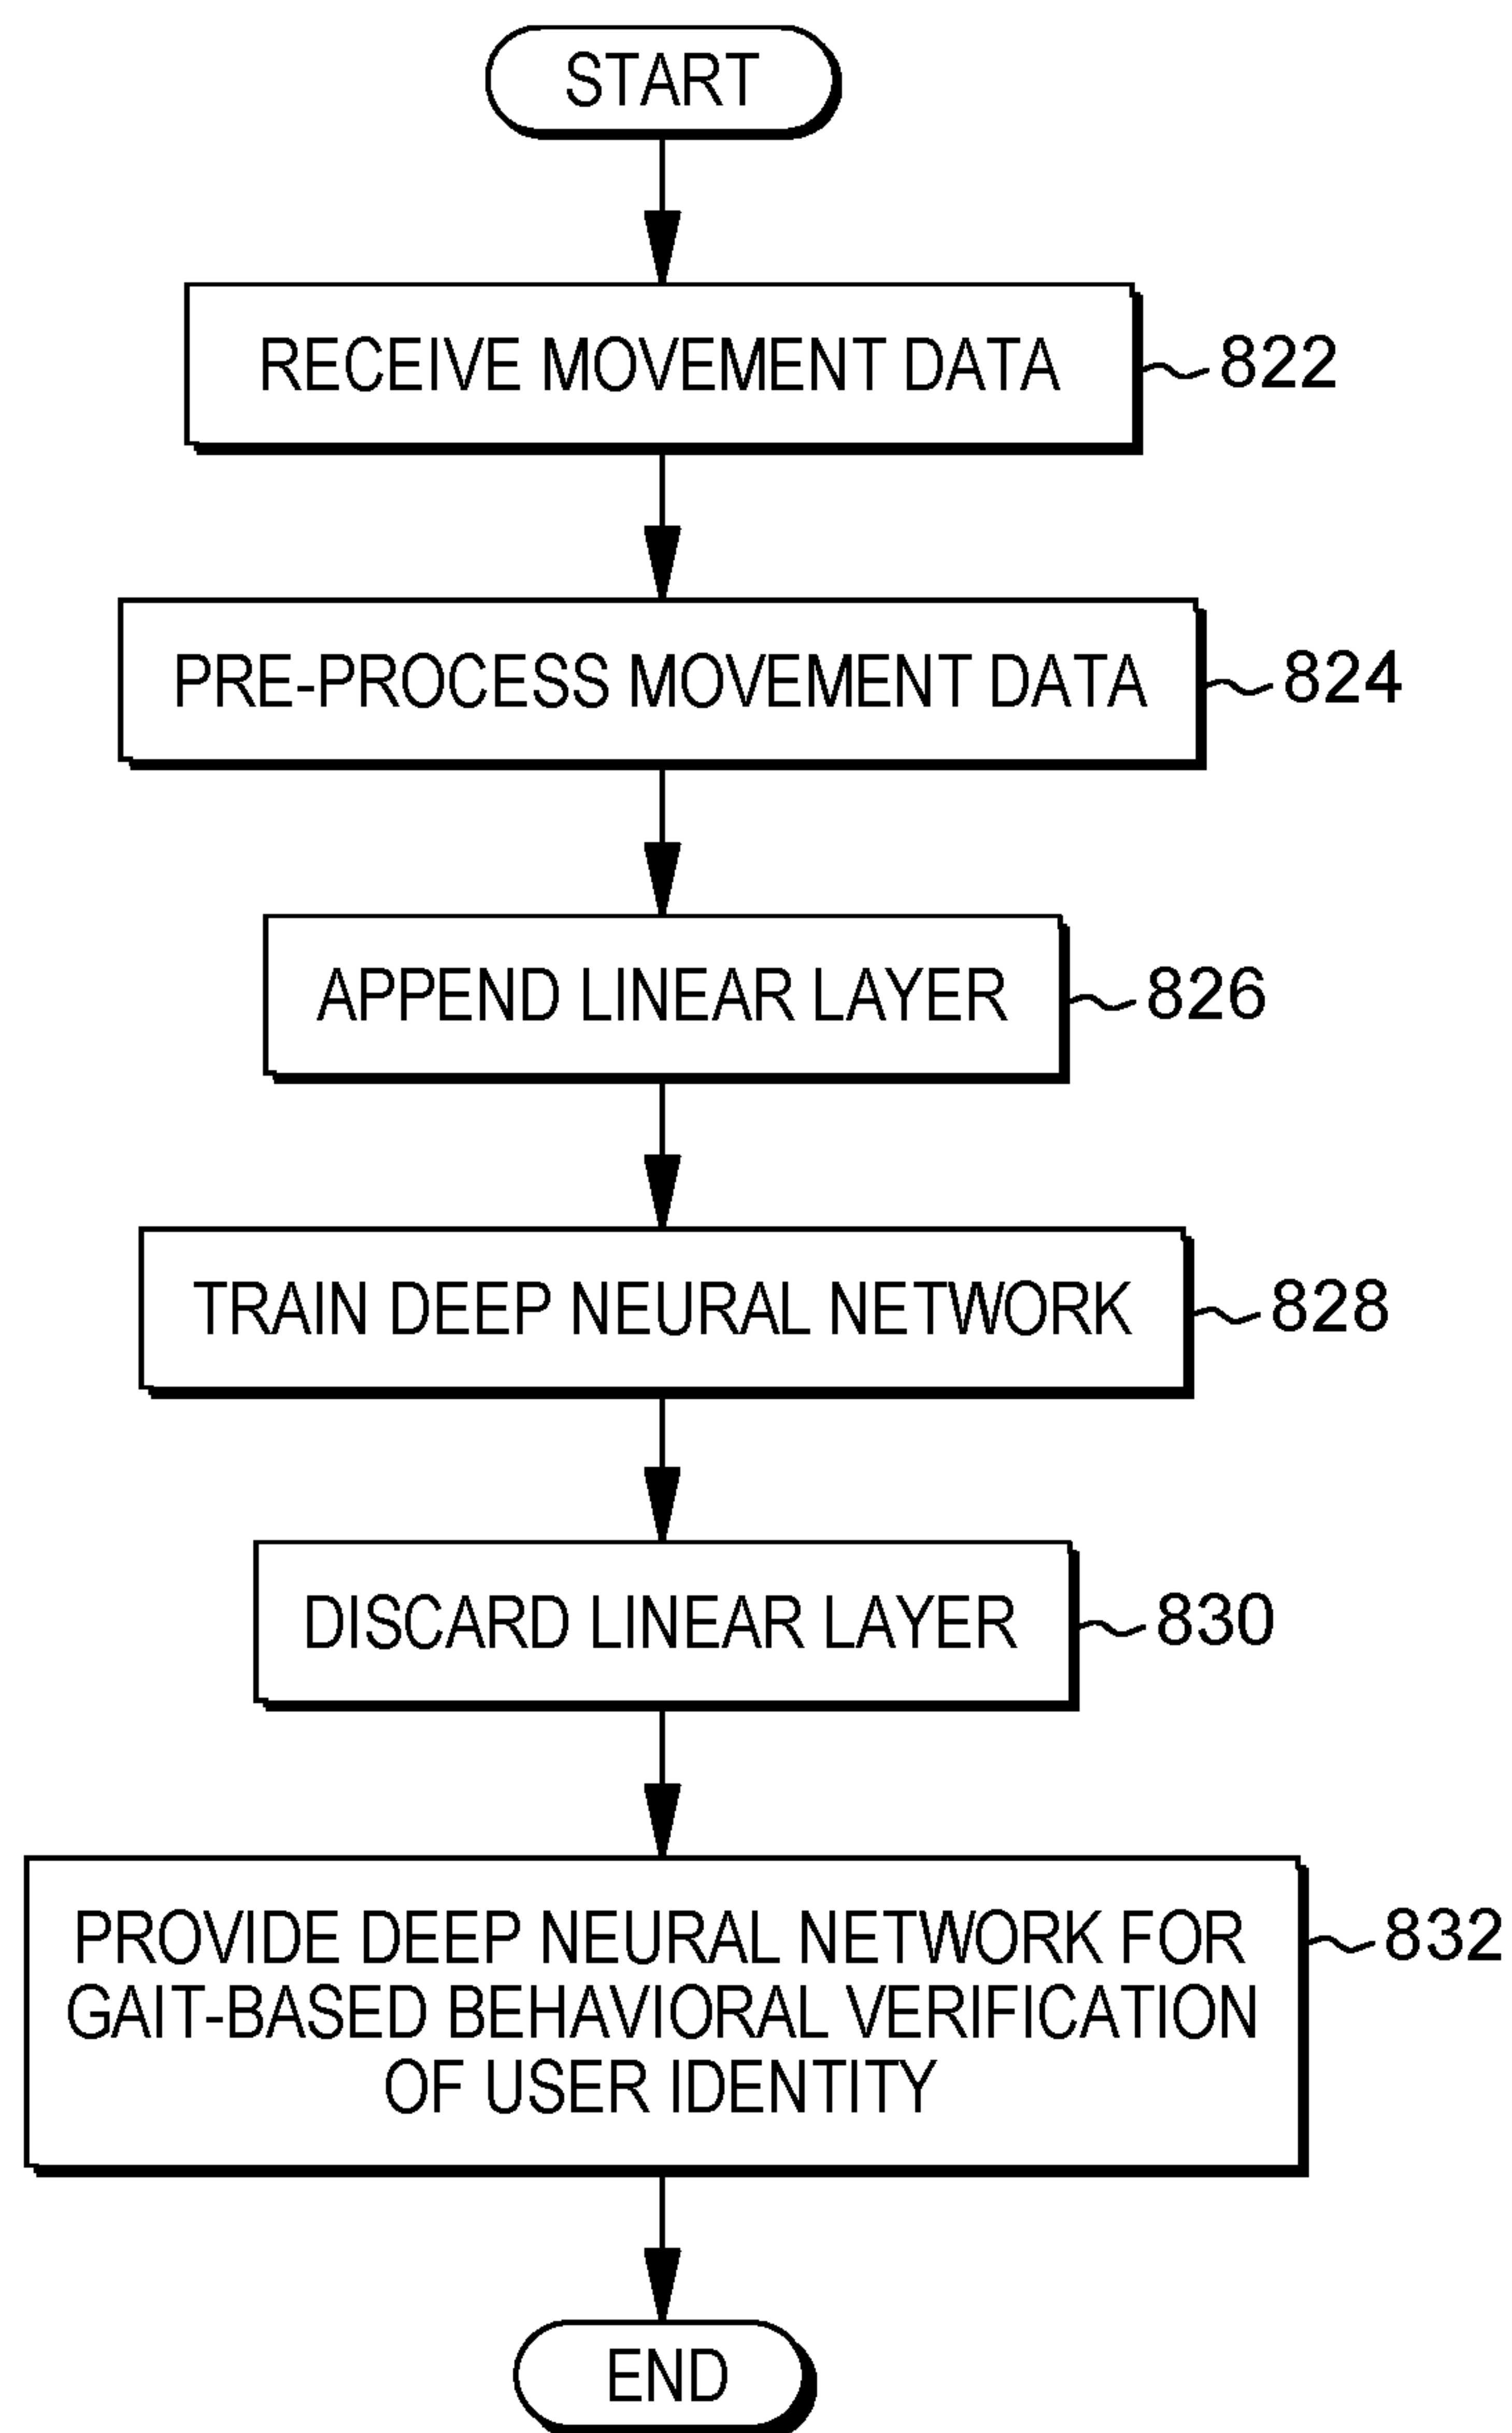 START
RECEIVE MOVEMENT DATA
822
PRE-PROCESS MOVEMENT DATA
824
APPEND LINEAR LAYER
826
TRAIN DEEP NEURAL NETWORK
828
DISCARD LINEAR LAYER
830
PROVIDE DEEP NEURAL NETWORK FOR
GAIT-BASED BEHAVIORAL VERIFICATION
OF USER IDENTITY
832
END